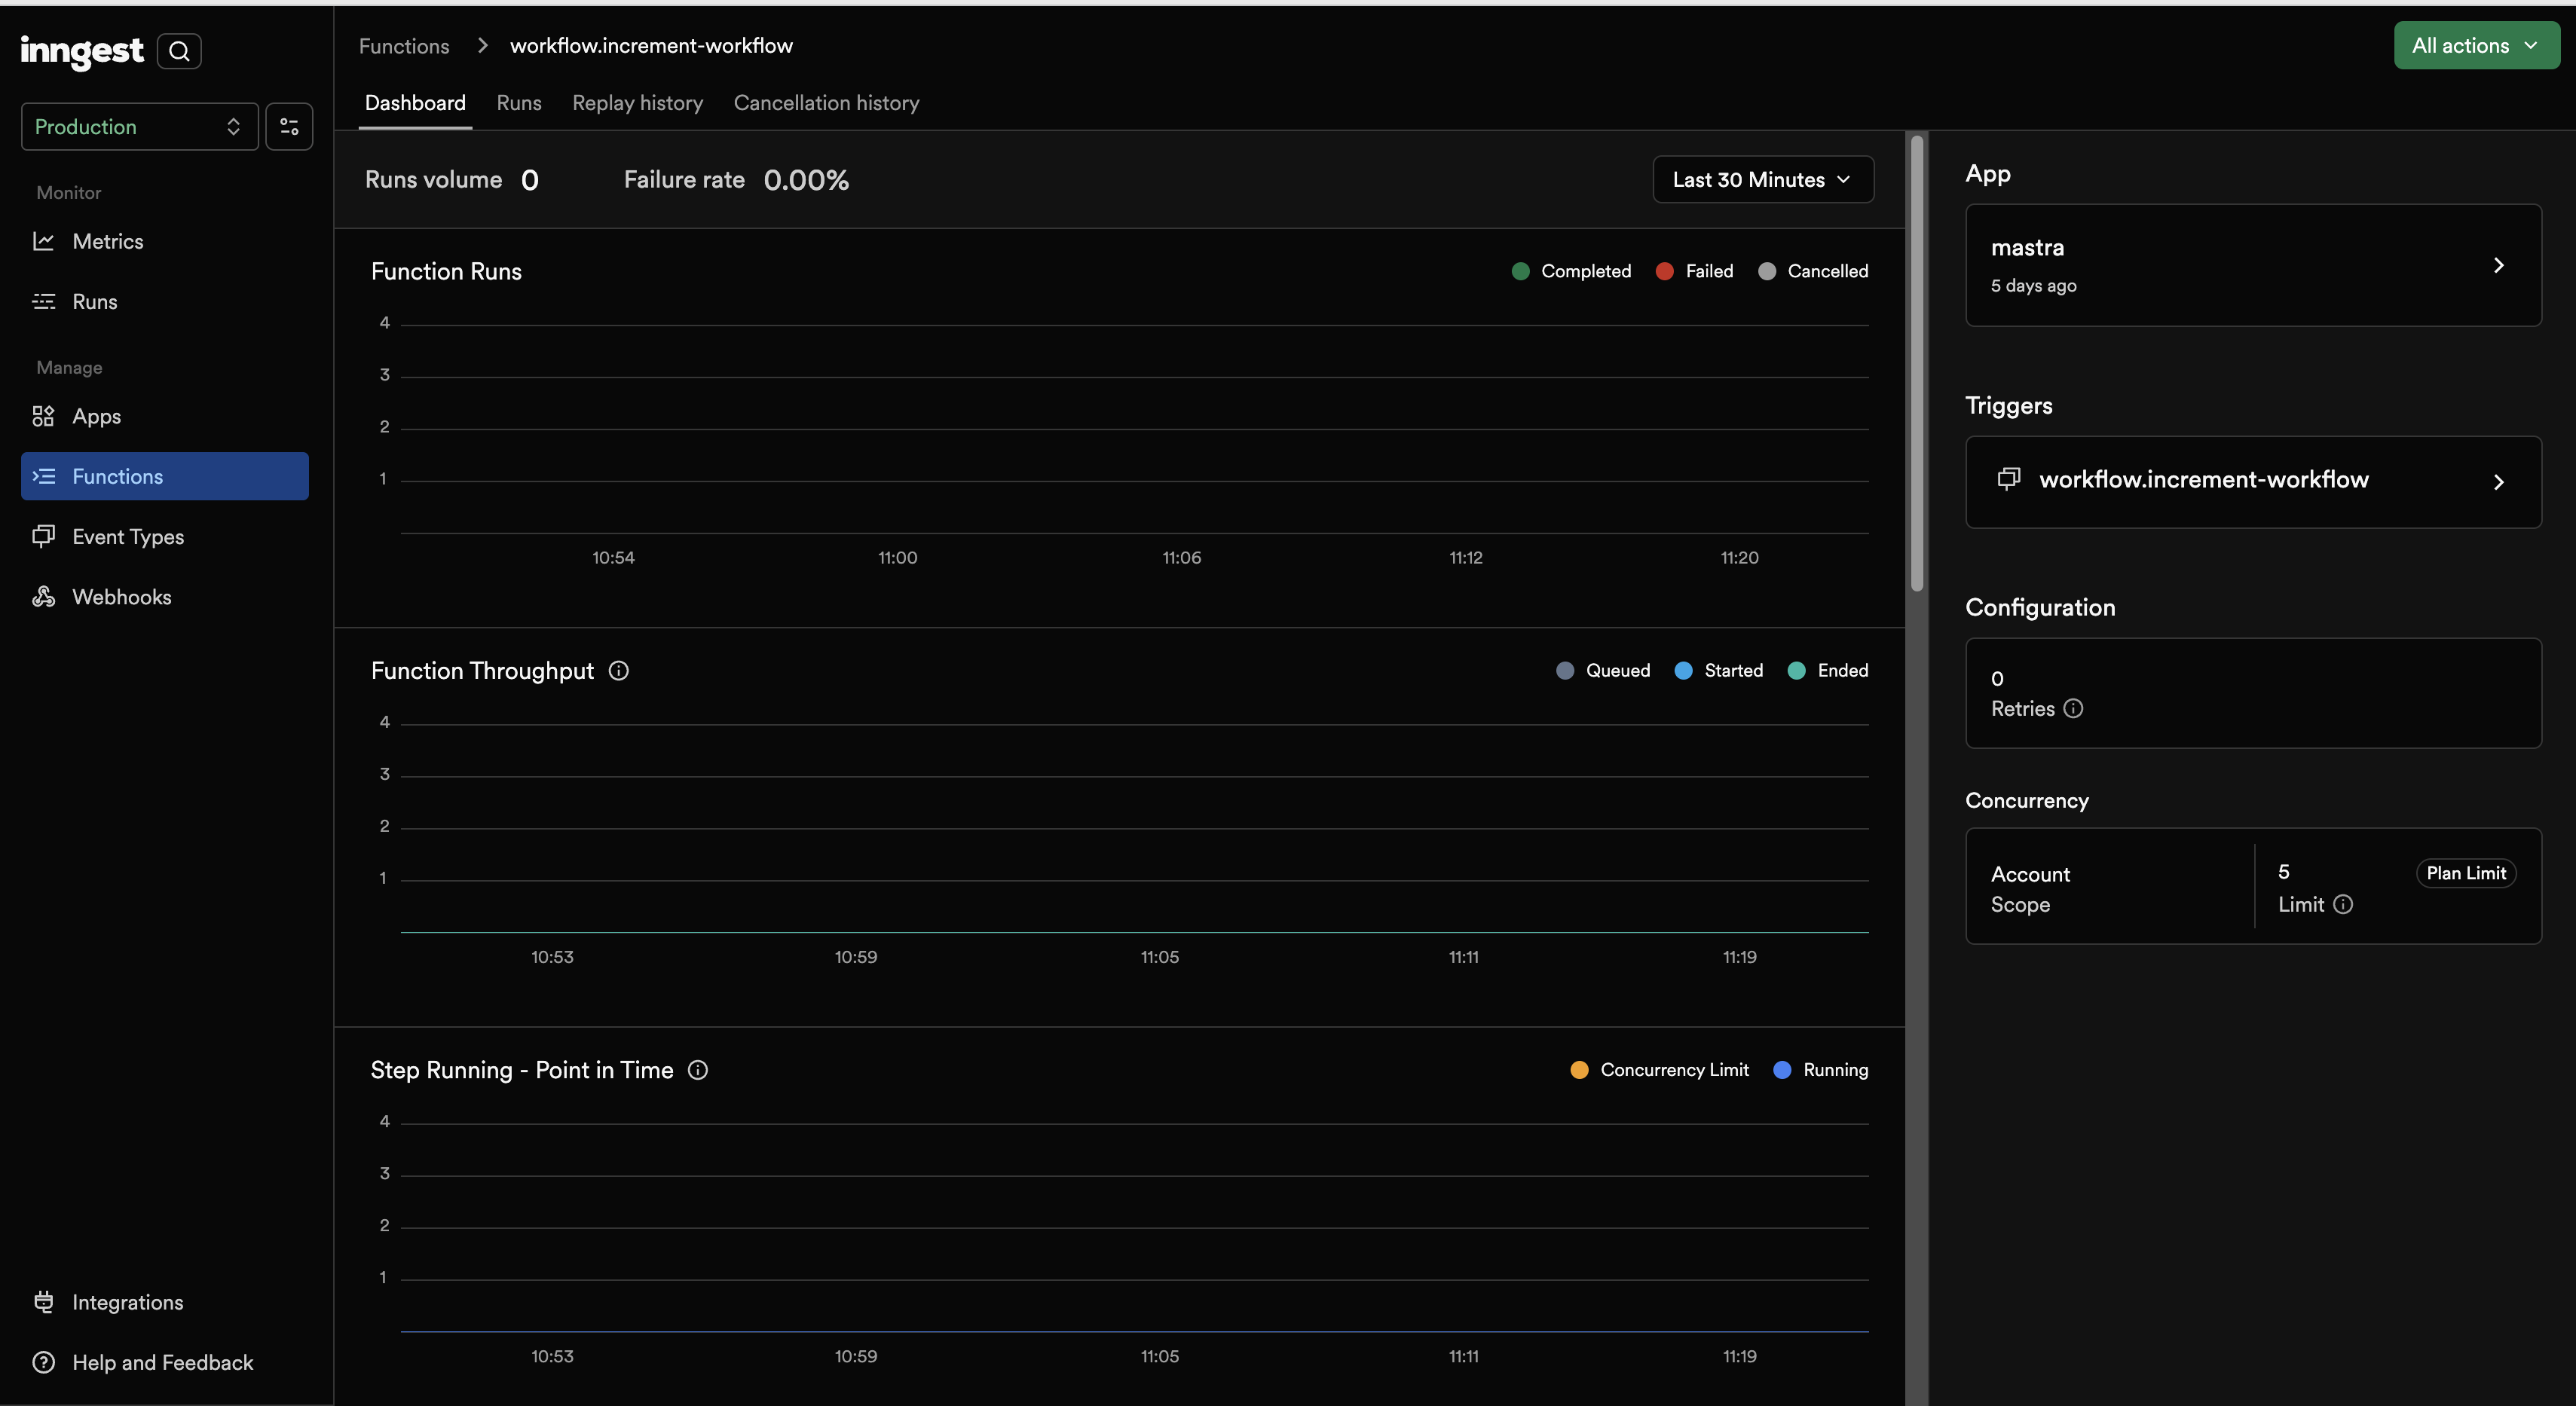 inngest
Production
Monitor
Metrics
Runs
Manage
Apps
Functions
Event Types
Webhooks
Integrations
Help and Feedback
Functions > workflow.increment-workflow
All actions
Dashboard Runs Replay history Cancellation history
Runs volume 0 Failure rate 0.00% Last 30 Minutes
Function Runs Completed Failed Cancelled
4
3
2
1
10:54 11:00 11:06 11:12 11:20
Function Throughput Queued Started Ended
4
3
2
1
10:53 10:59 11:05 11:11 11:19
Step Running - Point in Time Concurrency Limit Running
4
3
2
1
10:53 10:59 11:05 11:11 11:19
App
mastra
5 days ago
Triggers
workflow.increment-workflow
Configuration
0
Retries
Concurrency
Account 5 Plan Limit
Scope Limit